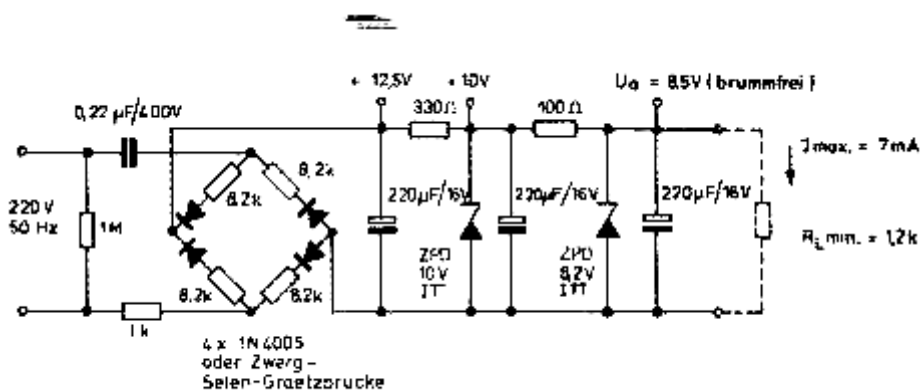 + 12,5V
+ 10V
Ua = 8,5V ( brummfrei )
0,22 µF/400V
330Ω
100Ω
Imax. = 7mA
8,2k
8,2k
220 V
50 Hz
1M
220µF/16V
220µF/16V
220µF/16V
RL min. = 1,2k
ZPD
10V
ITT
ZPD
8,2V
ITT
8,2k
8,2k
1k
4 x 1N4005
oder Zwerg-
Selen-Graetzbrücke